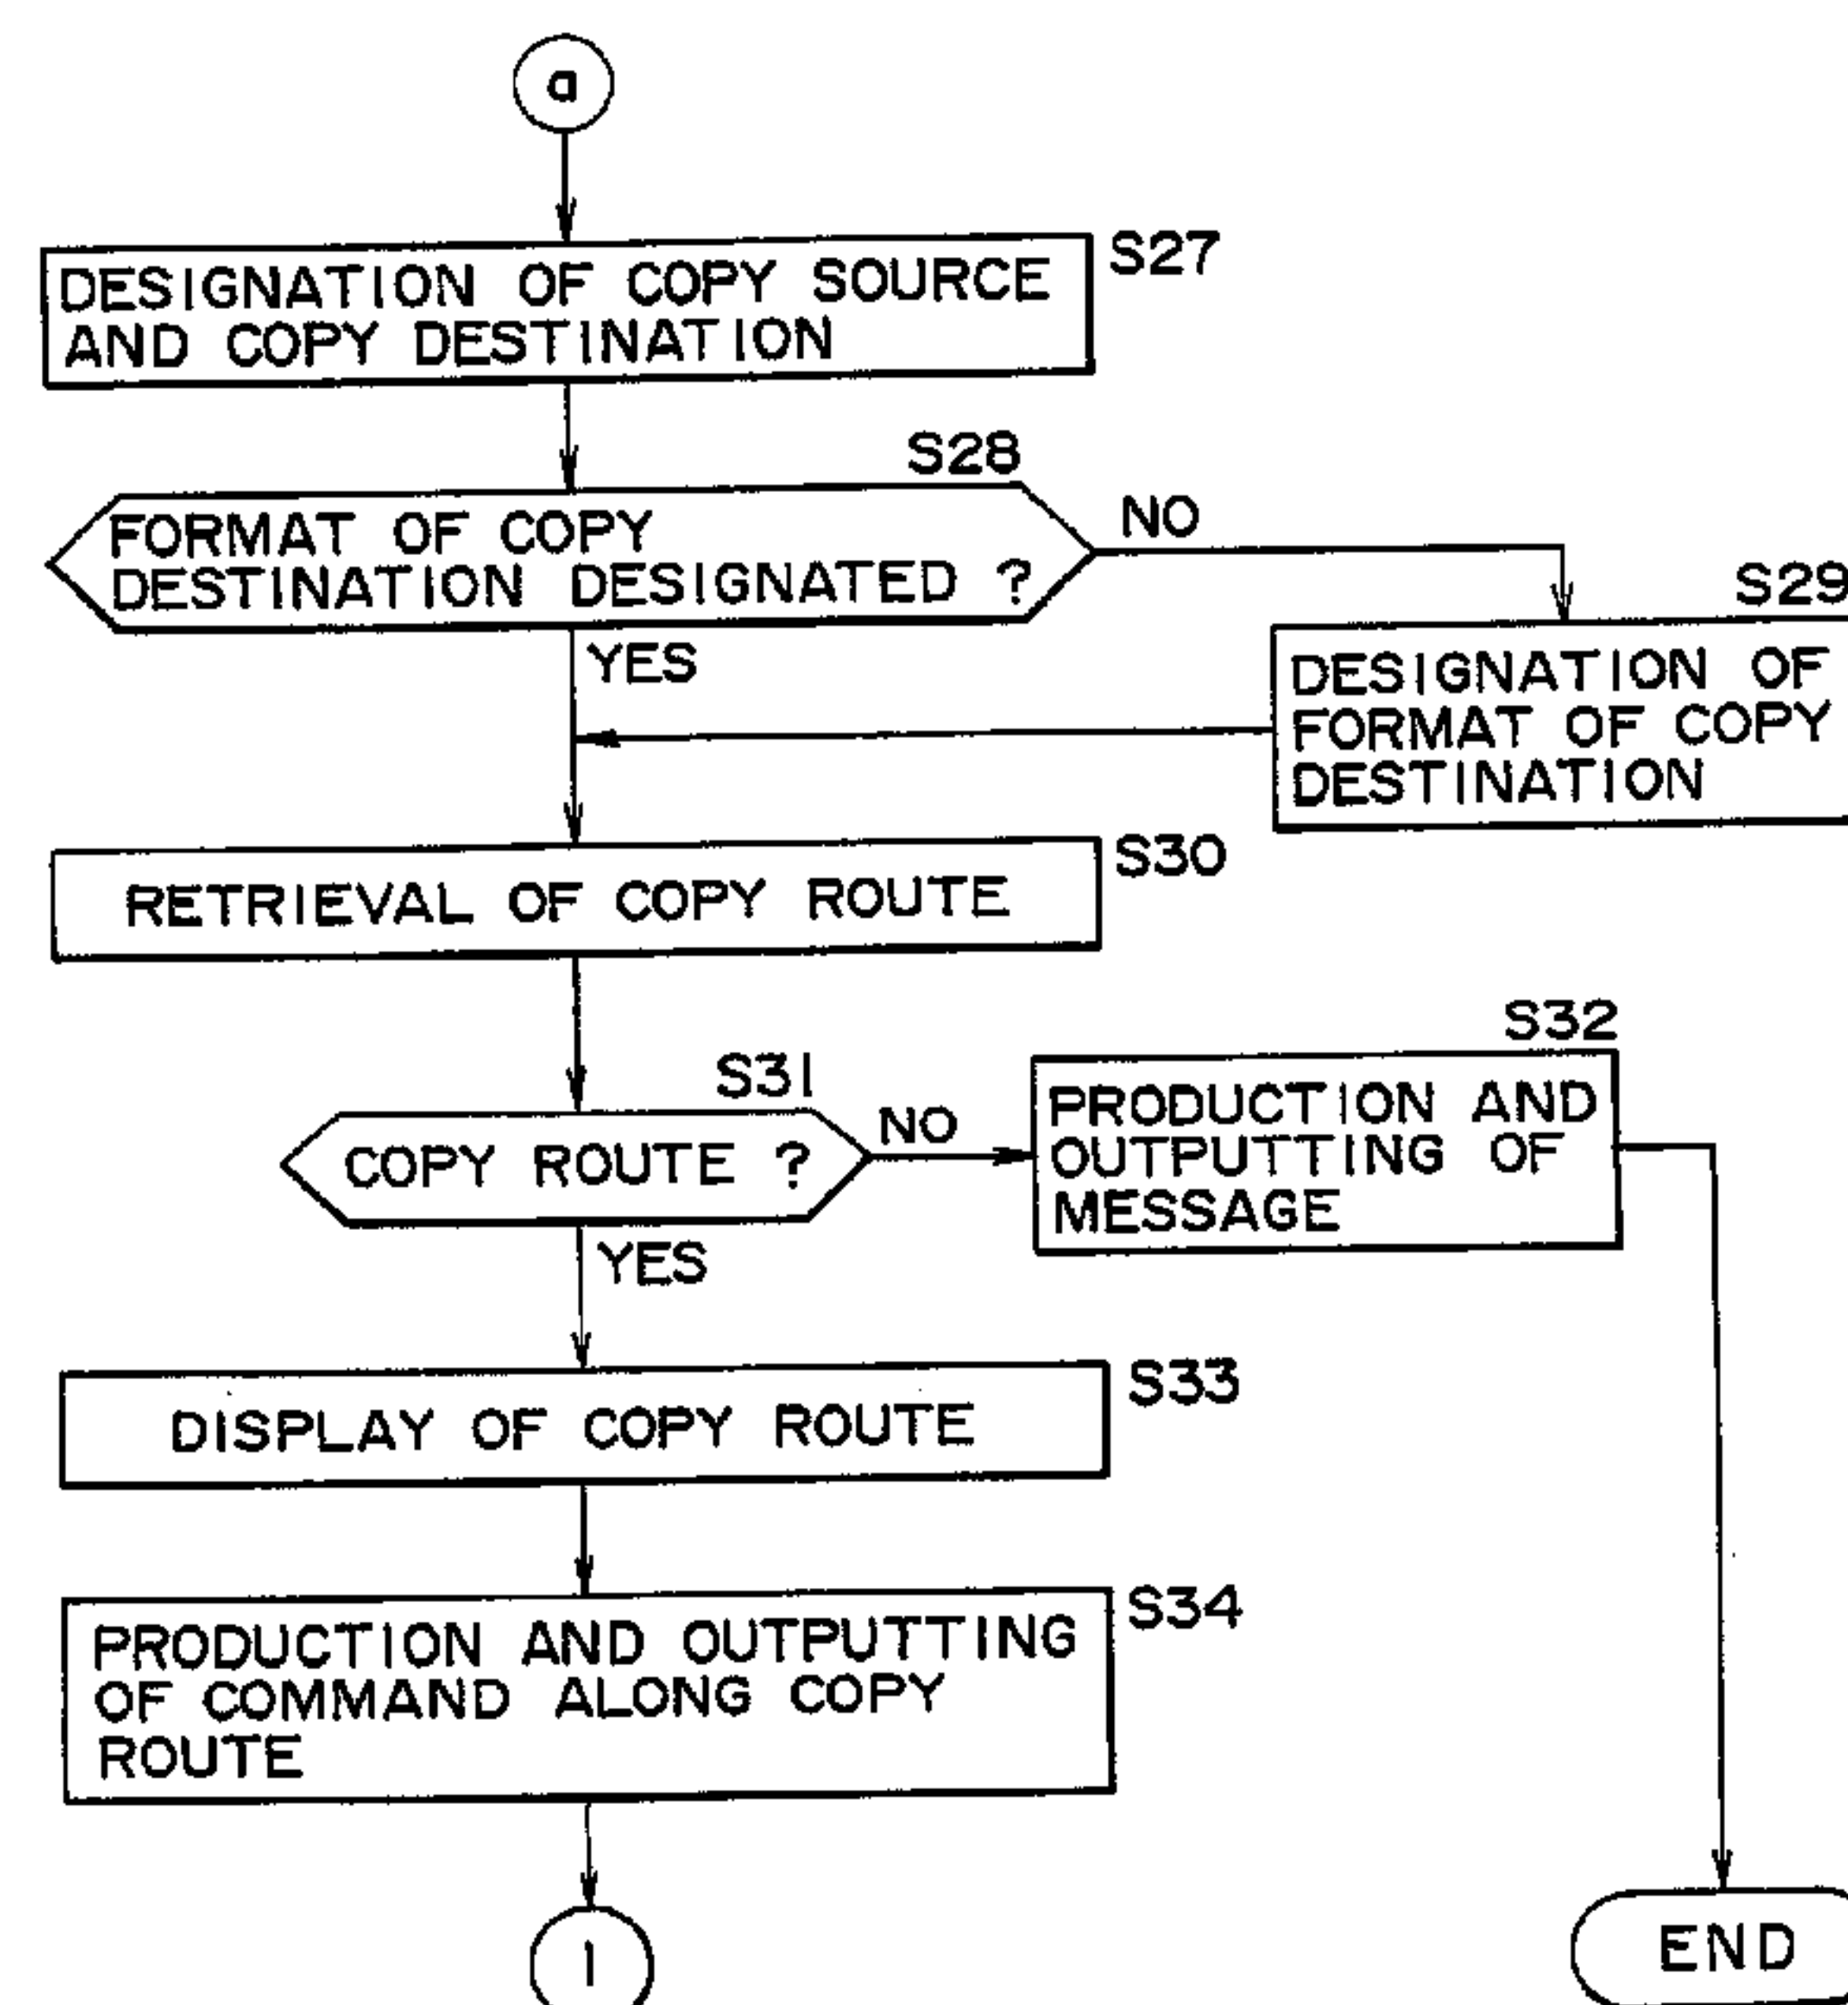 a
S27
DESIGNATION OF COPY SOURCE
AND COPY DESTINATION
S28
FORMAT OF COPY
DESTINATION DESIGNATED ?
NO
YES
S29
DESIGNATION OF
FORMAT OF COPY
DESTINATION
S30
RETRIEVAL OF COPY ROUTE
S31
COPY ROUTE ?
NO
YES
S32
PRODUCTION AND
OUTPUTTING OF
MESSAGE
S33
DISPLAY OF COPY ROUTE
S34
PRODUCTION AND OUTPUTTING
OF COMMAND ALONG COPY
ROUTE
1
END